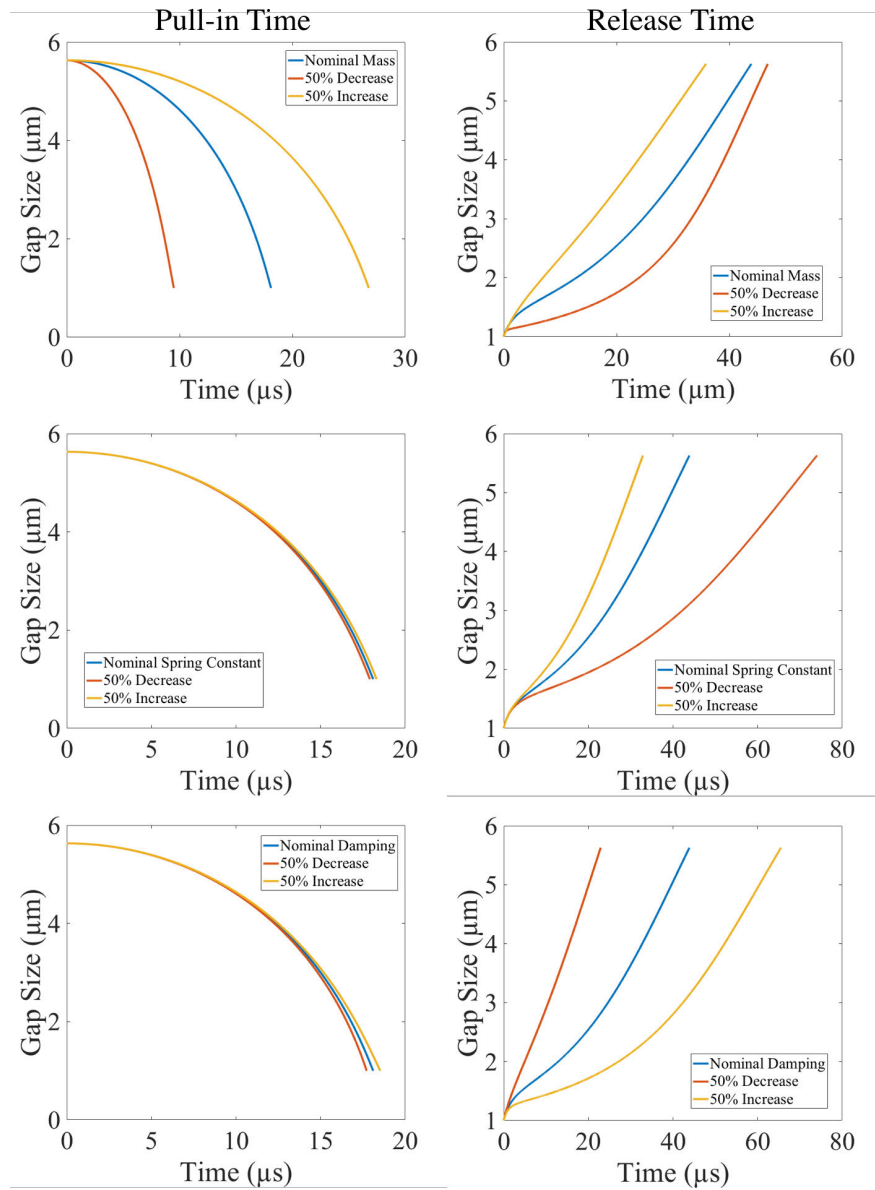 Pull-in Time
Release Time
Gap Size (µm)
6
4
2
0
0
10
20
30
Time (µs)
Nominal Mass
50% Decrease
50% Increase
Gap Size (µm)
6
5
4
3
2
1
0
20
40
60
Time (µm)
Nominal Mass
50% Decrease
50% Increase
Gap Size (µm)
6
4
2
0
0
5
10
15
20
Time (µs)
Nominal Spring Constant
50% Decrease
50% Increase
Gap Size (µm)
6
5
4
3
2
1
0
20
40
60
80
Time (µs)
Nominal Spring Constant
50% Decrease
50% Increase
Gap Size (µm)
6
4
2
0
0
5
10
15
20
Time (µs)
Nominal Damping
50% Decrease
50% Increase
Gap Size (µm)
6
5
4
3
2
1
0
20
40
60
80
Time (µs)
Nominal Damping
50% Decrease
50% Increase